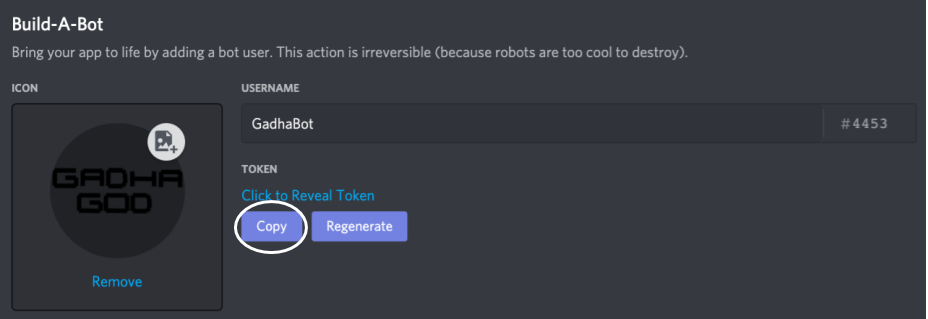 Build-A-Bot
Bring your app to life by adding a bot user. This action is irreversible (because robots are too cool to destroy).
ICON
USERNAME
GadhaBot
#4453
GADHA
GOD
TOKEN
Click to Reveal Token
Copy
Regenerate
Remove